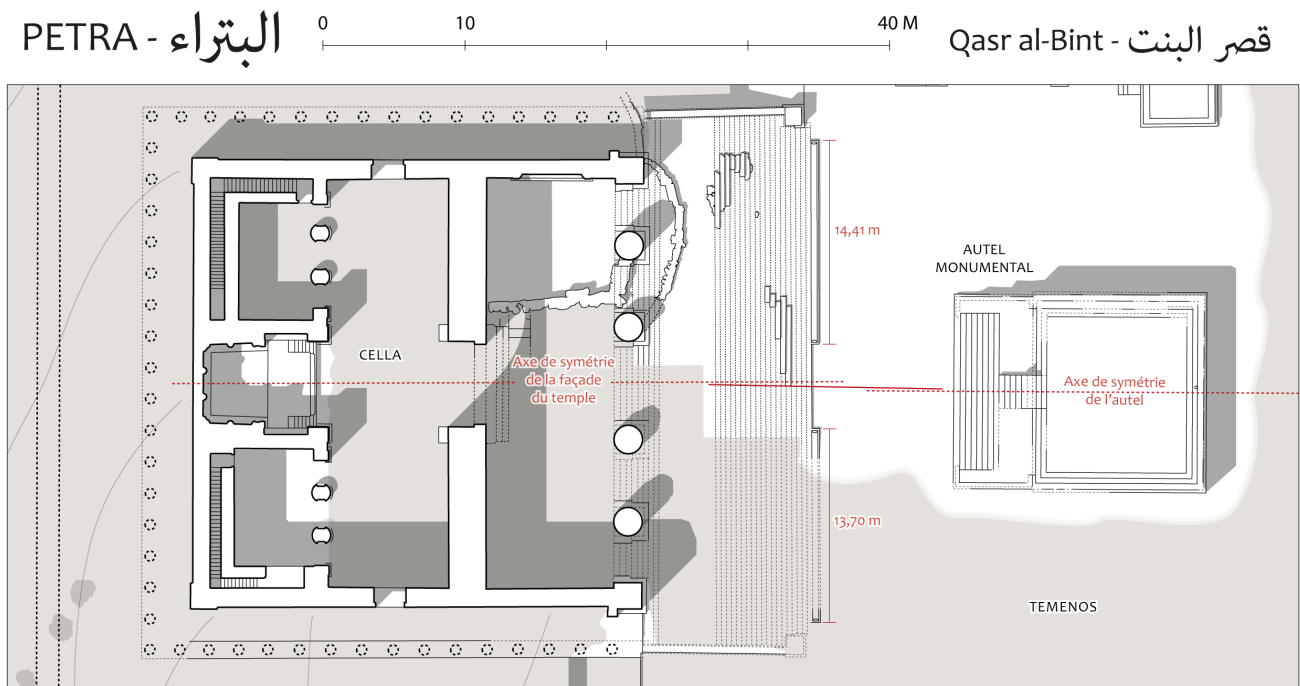 PETRA - البتراء
0 10 40 M
Qasr al-Bint - قصر البنت
14,41 m
AUTEL
MONUMENTAL
CELLA
Axe de symétrie
de la façade
du temple
Axe de symétrie
de l'autel
13,70 m
TEMENOS